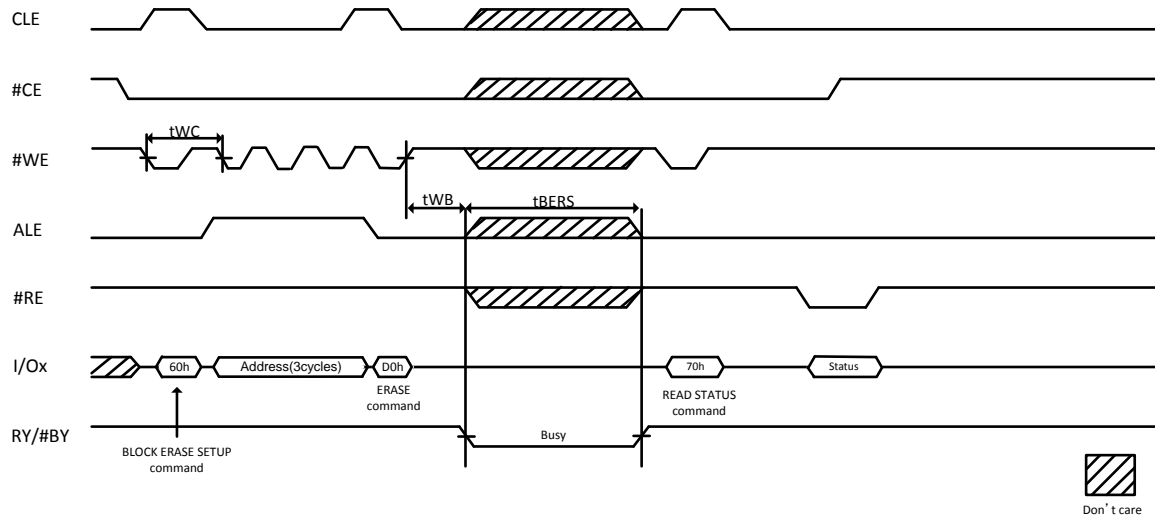 CLE
#CE
tWC
#WE
tWB
tBERS
ALE
#RE
I/Ox
60h
Address(3cycles)
D0h
70h
Status
ERASE
command
READ STATUS
command
RY/#BY
Busy
BLOCK ERASE SETUP
command
Don’t care